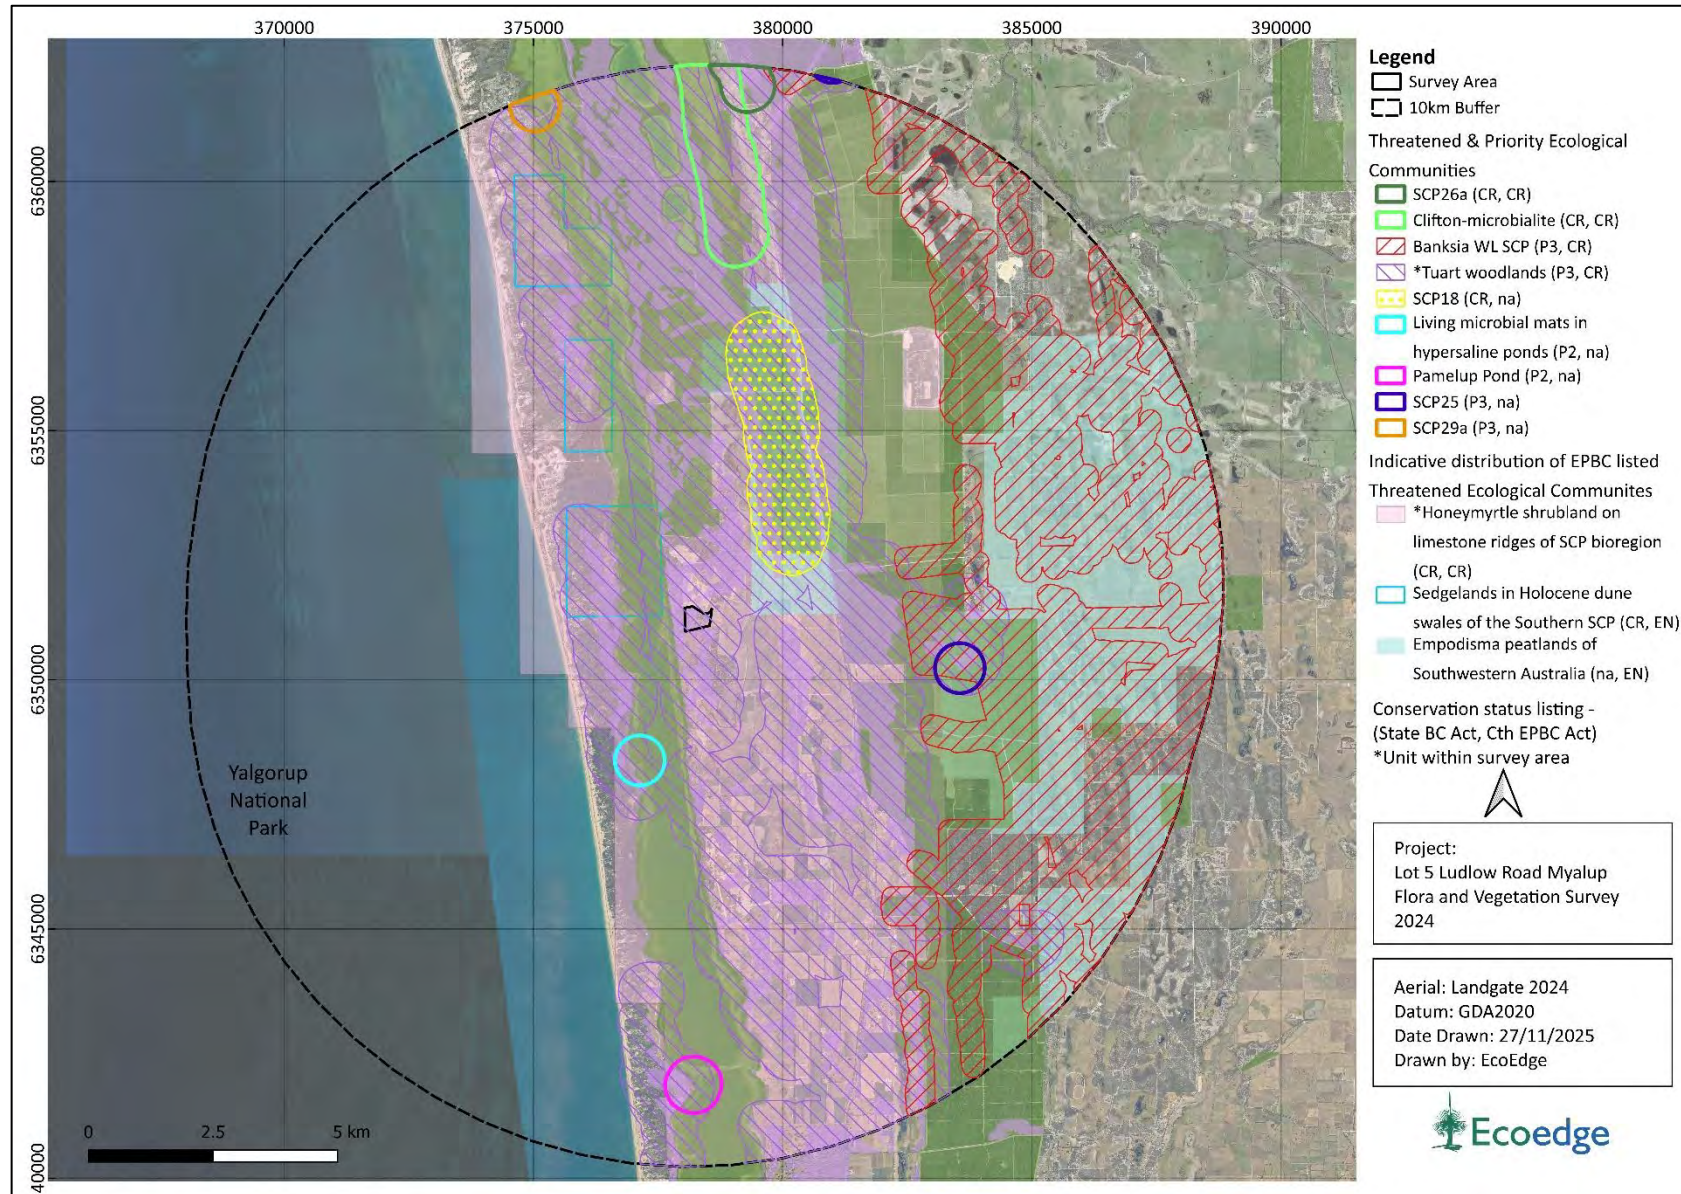 370000
375000
380000
385000
390000
6360000
6355000
6350000
6345000
40000
Yalgorup
National
Park
0
2.5
5 km
Legend
Survey Area
10km Buffer
Threatened & Priority Ecological
Communities
SCP26a (CR, CR)
Clifton-microbialite (CR, CR)
Banksia WL SCP (P3, CR)
*Tuart woodlands (P3, CR)
SCP18 (CR, na)
Living microbial mats in
hypersaline ponds (P2, na)
Pamelup Pond (P2, na)
SCP25 (P3, na)
SCP29a (P3, na)
Indicative distribution of EPBC listed
Threatened Ecological Communites
*Honeymyrtle shrubland on
limestone ridges of SCP bioregion
(CR, CR)
Sedgelands in Holocene dune
swales of the Southern SCP (CR, EN)
Empodisma peatlands of
Southwestern Australia (na, EN)
Conservation status listing -
(State BC Act, Cth EPBC Act)
*Unit within survey area
Project:
Lot 5 Ludlow Road Myalup
Flora and Vegetation Survey
2024
Aerial: Landgate 2024
Datum: GDA2020
Date Drawn: 27/11/2025
Drawn by: EcoEdge
Ecoedge